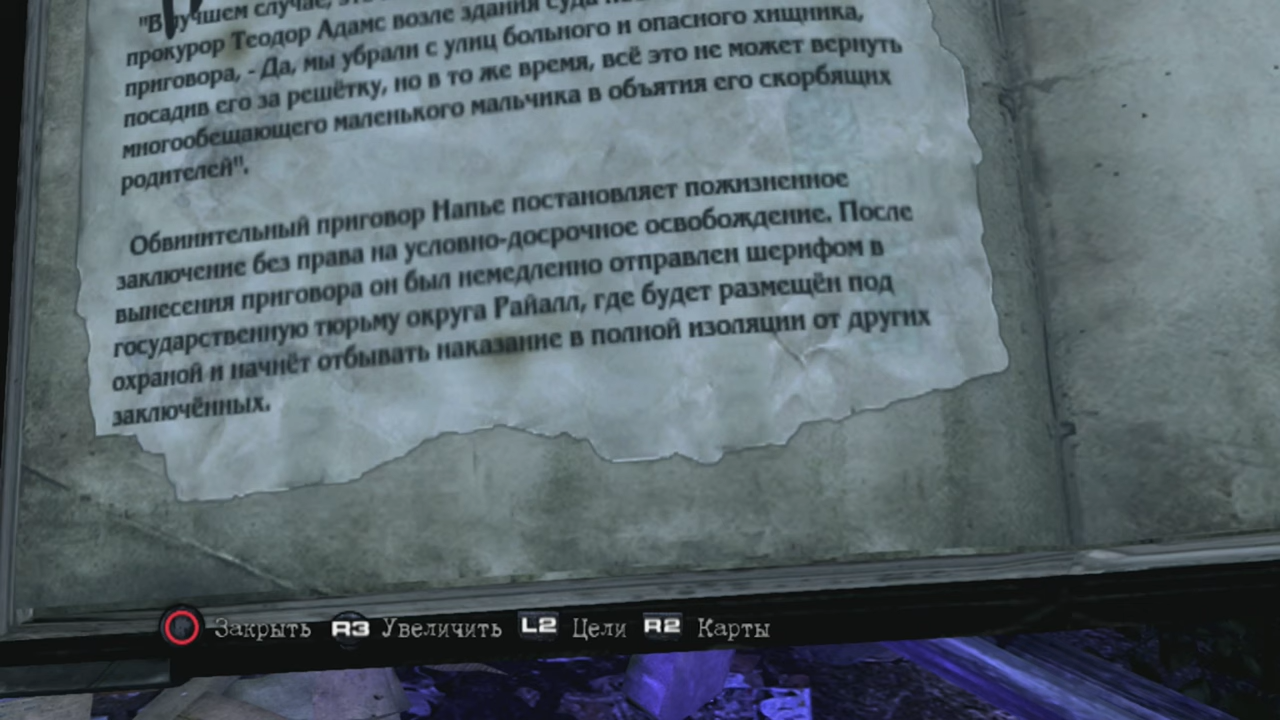 "В лучшем случае,
прокурор Теодор Адамс возле здания суда
приговора, - Да, мы убрали с улиц больного и опасного хищника,
посадив его за решётку, но в то же время, всё это не может вернуть
многообещающего маленького мальчика в объятия его скорбящих
родителей".
Обвинительный приговор Напье постановляет пожизненное
заключение без права на условно-досрочное освобождение. После
вынесения приговора он был немедленно отправлен шерифом в
государственную тюрьму округа Райалл, где будет размещён под
охраной и начнёт отбывать наказание в полной изоляции от других
заключённых.
Закрыть R3 Увеличить L2 Цели R2 Карты